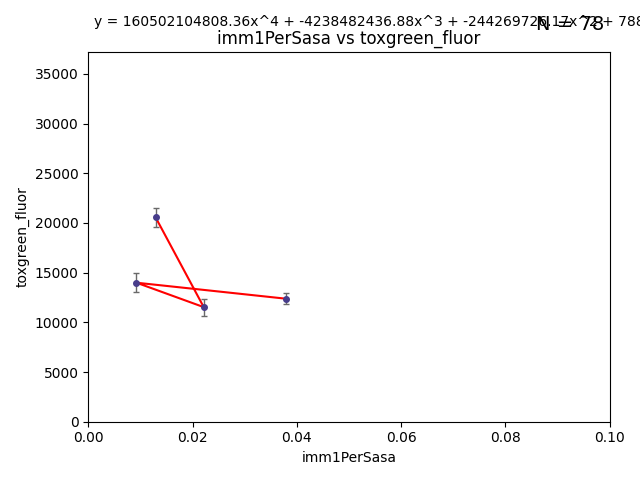 y = 160502104808.36x^4 + -4238482436.88x^3 + -244269726.17x^2 + 788
N = 78
imm1PerSasa vs toxgreen_fluor
35000
30000
25000
20000
15000
10000
5000
0
toxgreen_fluor
0.00 0.02 0.04 0.06 0.08 0.10
imm1PerSasa